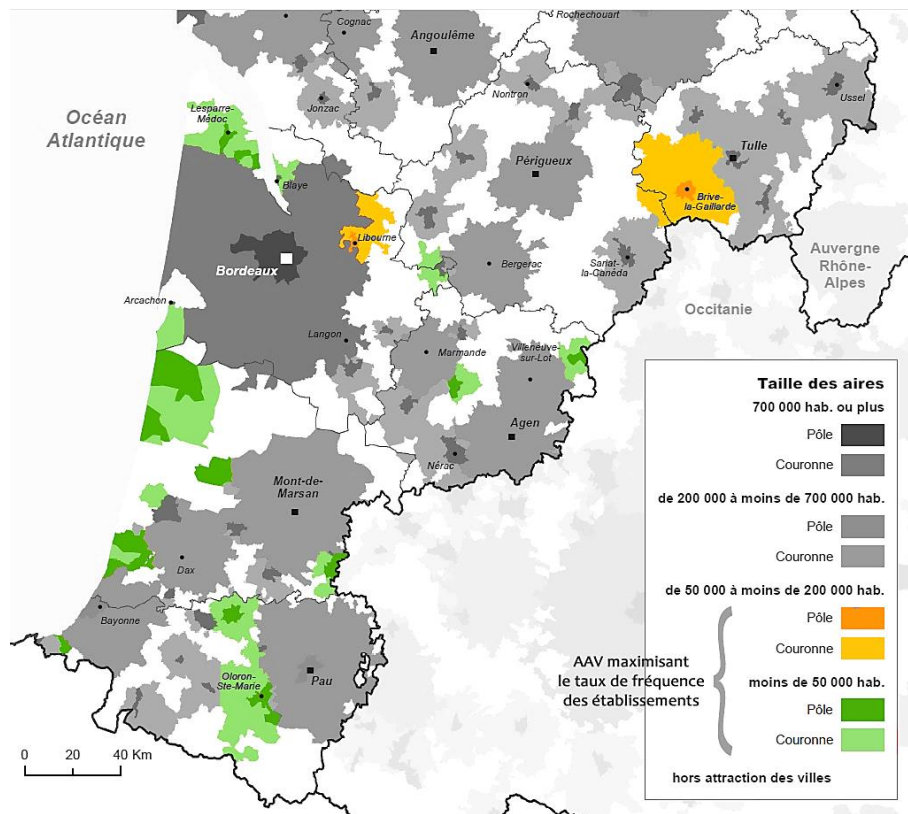 Cognac
Rochechouart
Angoulême
Océan
Atlantique
Lesparre-
Médoc
Jonzac
Nontron
Ussel
Tulle
Périgueux
Blaye
Brive-
la-Gaillarde
Libourne
Bordeaux
Bergerac
Sarlat-
la-Canéda
Auvergne
Rhône-
Alpes
Arcachon
Occitanie
Langon
Marmande
Villeneuve-
sur-Lot
Agen
Nérac
Mont-de-
Marsan
Dax
Bayonne
Oloron-
Ste-Marie
Pau
0 20 40 Km
Taille des aires
700 000 hab. ou plus
Pôle
Couronne
de 200 000 à moins de 700 000 hab.
Pôle
Couronne
de 50 000 à moins de 200 000 hab.
Pôle
Couronne
AAV maximisant
le taux de fréquence
des établissements
moins de 50 000 hab.
Pôle
Couronne
hors attraction des villes